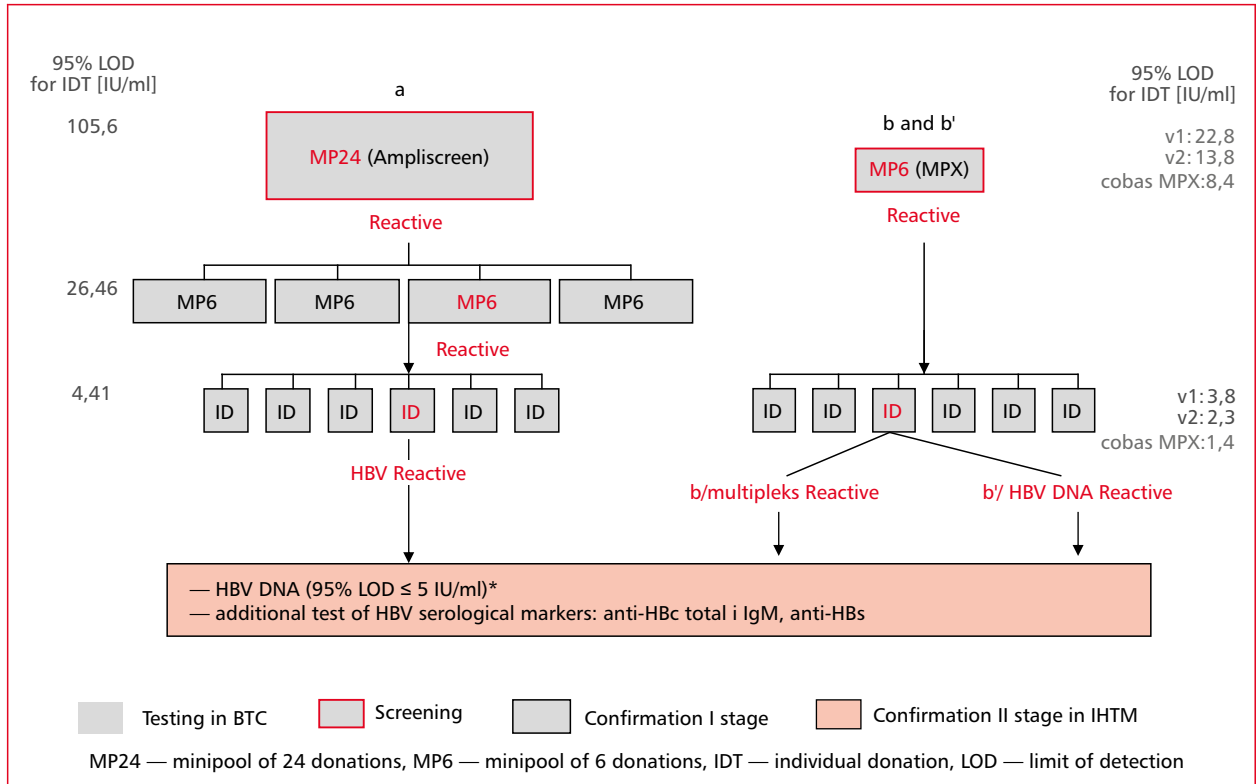 95% LOD
for IDT [IU/ml]
a
95% LOD
for IDT [IU/ml]
105,6
MP24 (Ampliscreen)
b and b'
MP6 (MPX)
v1: 22,8
v2: 13,8
cobas MPX:8,4
Reactive
Reactive
26,46
MP6
MP6
MP6
MP6
Reactive
4,41
ID
ID
ID
ID
ID
ID
ID
ID
ID
ID
ID
ID
v1: 3,8
v2: 2,3
cobas MPX:1,4
HBV Reactive
b/multipleks Reactive
b'/ HBV DNA Reactive
— HBV DNA (95% LOD ≤ 5 IU/ml)*
— additional test of HBV serological markers: anti-HBc total i IgM, anti-HBs
Testing in BTC
Screening
Confirmation I stage
Confirmation II stage in IHTM
MP24 — minipool of 24 donations, MP6 — minipool of 6 donations, IDT — individual donation, LOD — limit of detection